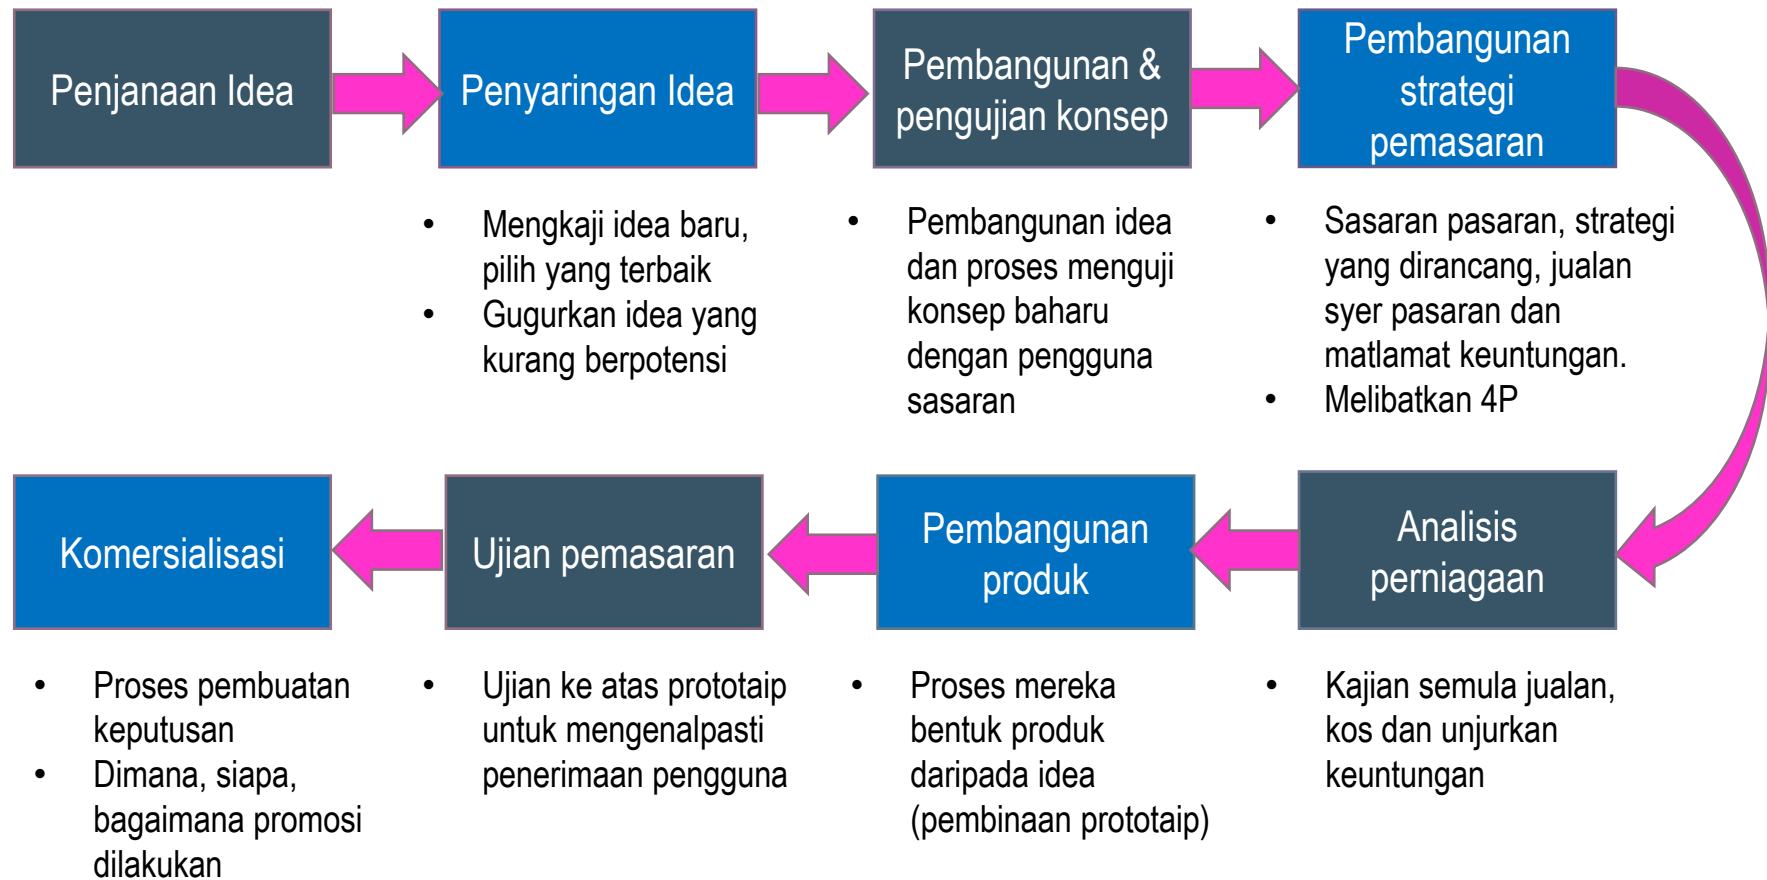 Penjanaan Idea
Penyaringan Idea
Pembangunan &
pengujian konsep
Pembangunan
strategi
pemasaran
• Mengkaji idea baru,
pilih yang terbaik
• Gugurkan idea yang
kurang berpotensi
• Pembangunan idea
dan proses menguji
konsep baharu
dengan pengguna
sasaran
• Sasaran pasaran, strategi
yang dirancang, jualan
syer pasaran dan
matlamat keuntungan.
• Melibatkan 4P
Analisis
perniagaan
Pembangunan
produk
Ujian pemasaran
Komersialisasi
• Kajian semula jualan,
kos dan unjurkan
keuntungan
• Proses mereka
bentuk produk
daripada idea
(pembinaan prototaip)
• Ujian ke atas prototaip
untuk mengenalpasti
penerimaan pengguna
• Proses pembuatan
keputusan
• Dimana, siapa,
bagaimana promosi
dilakukan